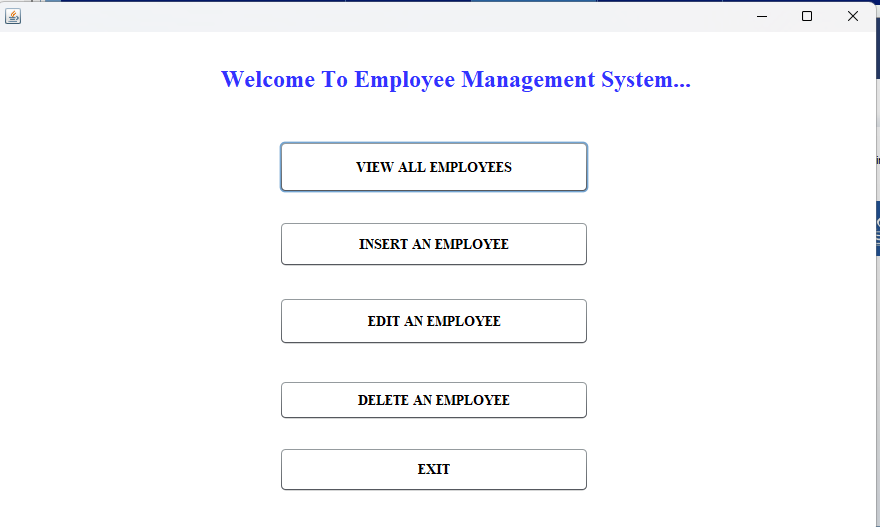 Welcome To Employee Management System...
VIEW ALL EMPLOYEES
INSERT AN EMPLOYEE
EDIT AN EMPLOYEE
DELETE AN EMPLOYEE
EXIT